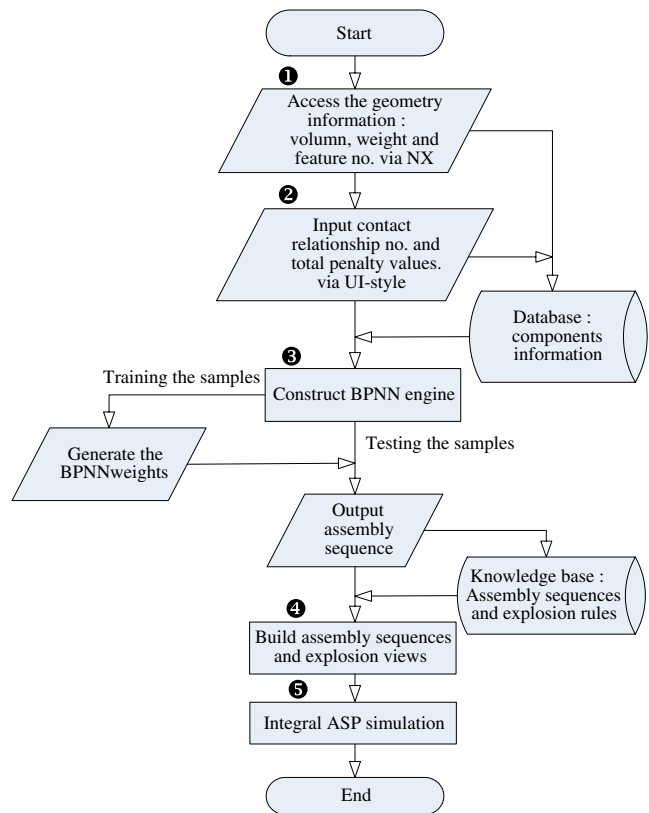 Start
❶
Access the geometry
information :
volumn, weight and
feature no. via NX
❷
Input contact
relationship no. and
total penalty values.
via UI-style
Database :
components
information
❸
Training the samples
Construct BPNN engine
Generate the
BPNNweights
Testing the samples
Output
assembly
sequence
Knowledge base :
Assembly sequences
and explosion rules
❹
Build assembly sequences
and explosion views
❺
Integral ASP simulation
End